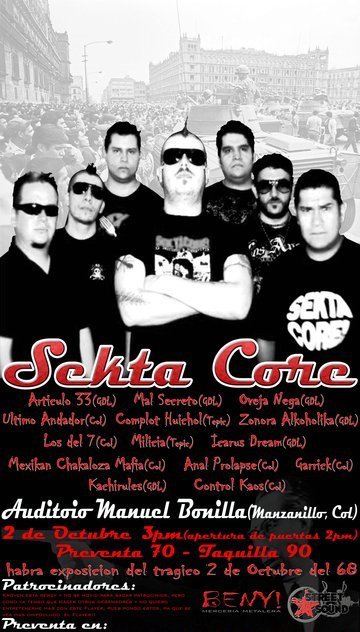 SEKTA
CORE!
Sekta Core
Articulo 33(GDL) Mal Secreto(GDL) Oveja Nega(GDL)
Ultimo Andador(Col) Complot Huichol(Tepic) Zonora Alkoholika(GDL)
Los del 7(Col) Milicia(Tepic) Icarus Dream(GDL)
Mexikan Chakaloza Mafia(Col) Anal Prolapse(Col) Garrick(Col)
Kachirules(GDL) Control Kaos(Col)
Auditoio Manuel Bonilla(Manzanillo, Col)
2 de Octubre 3pm(apertura de puertas 2pm)
Preventa 70 - Taquilla 90
habra exposicion del tragico 2 de Octubre del 68
Patrocinadores:
BENY!
MERCERIA METALERA
STREET
SOUND
Preventa en: